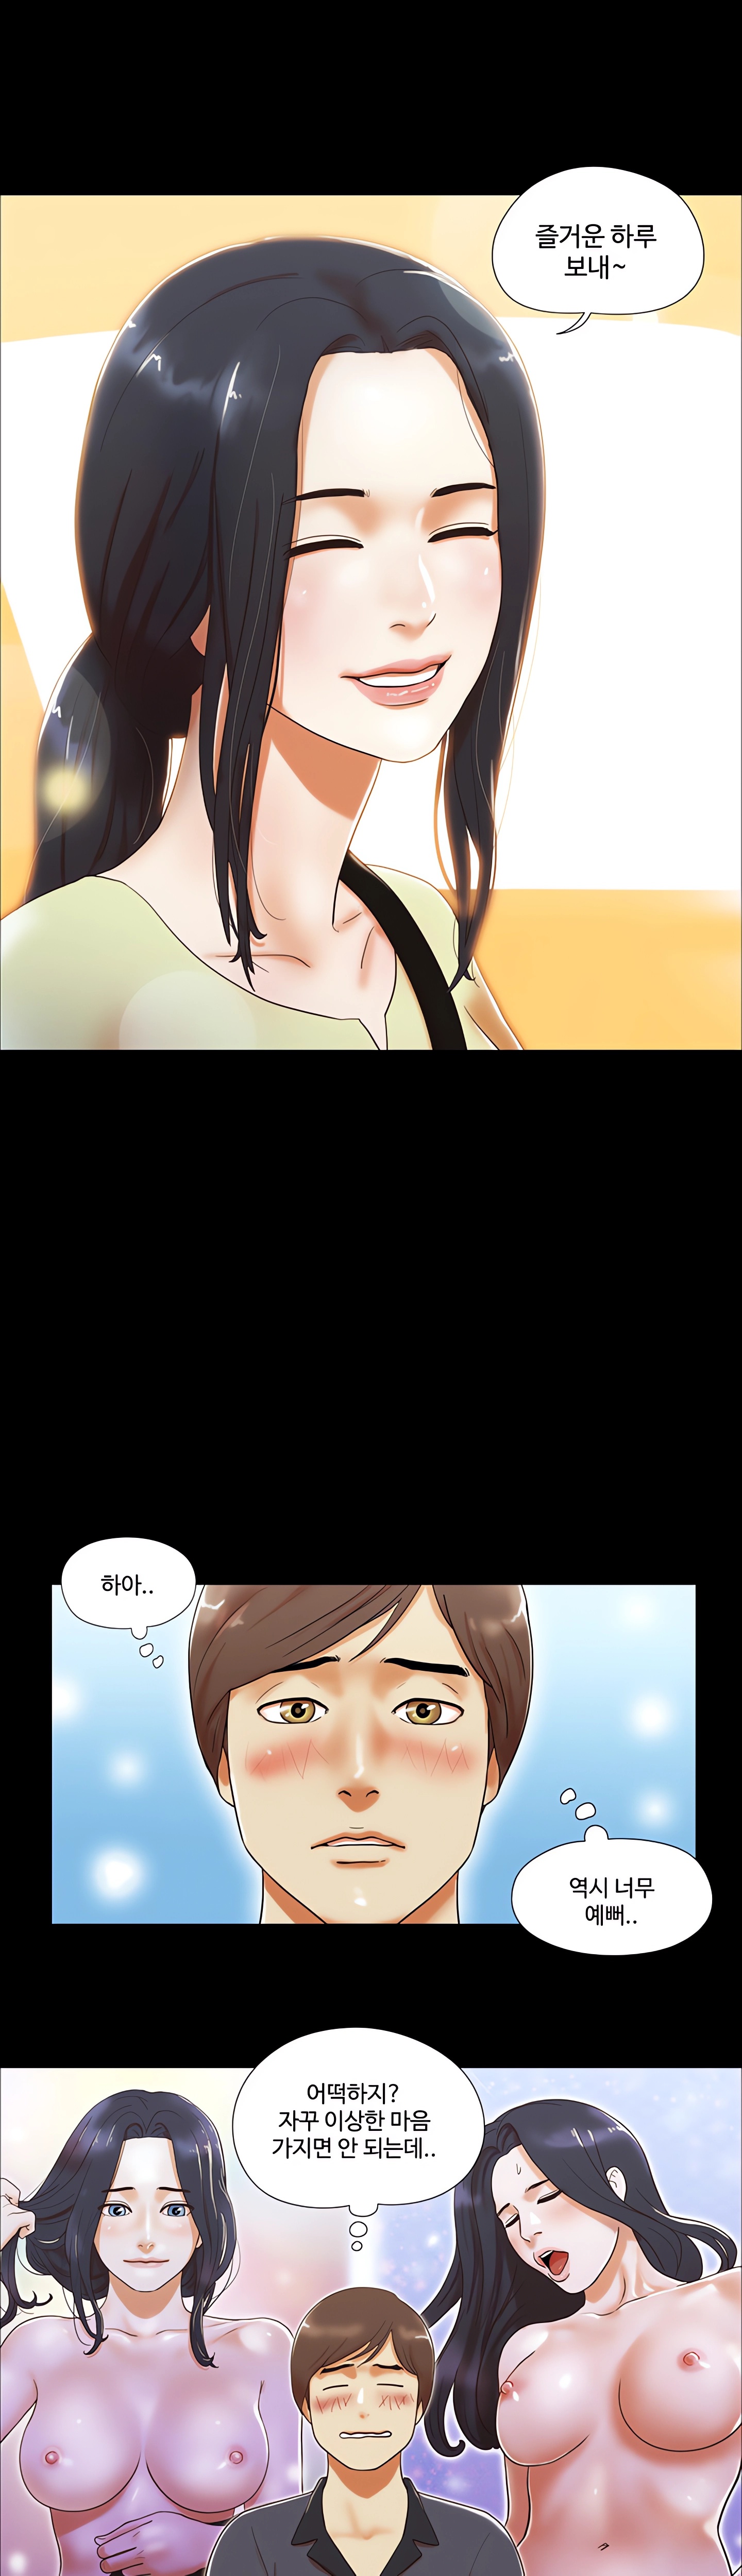 즐거운 하루
보내~
하아..
역시 너무
예뻐..
어떡하지?
자꾸 이상한 마음
가지면 안 되는데..